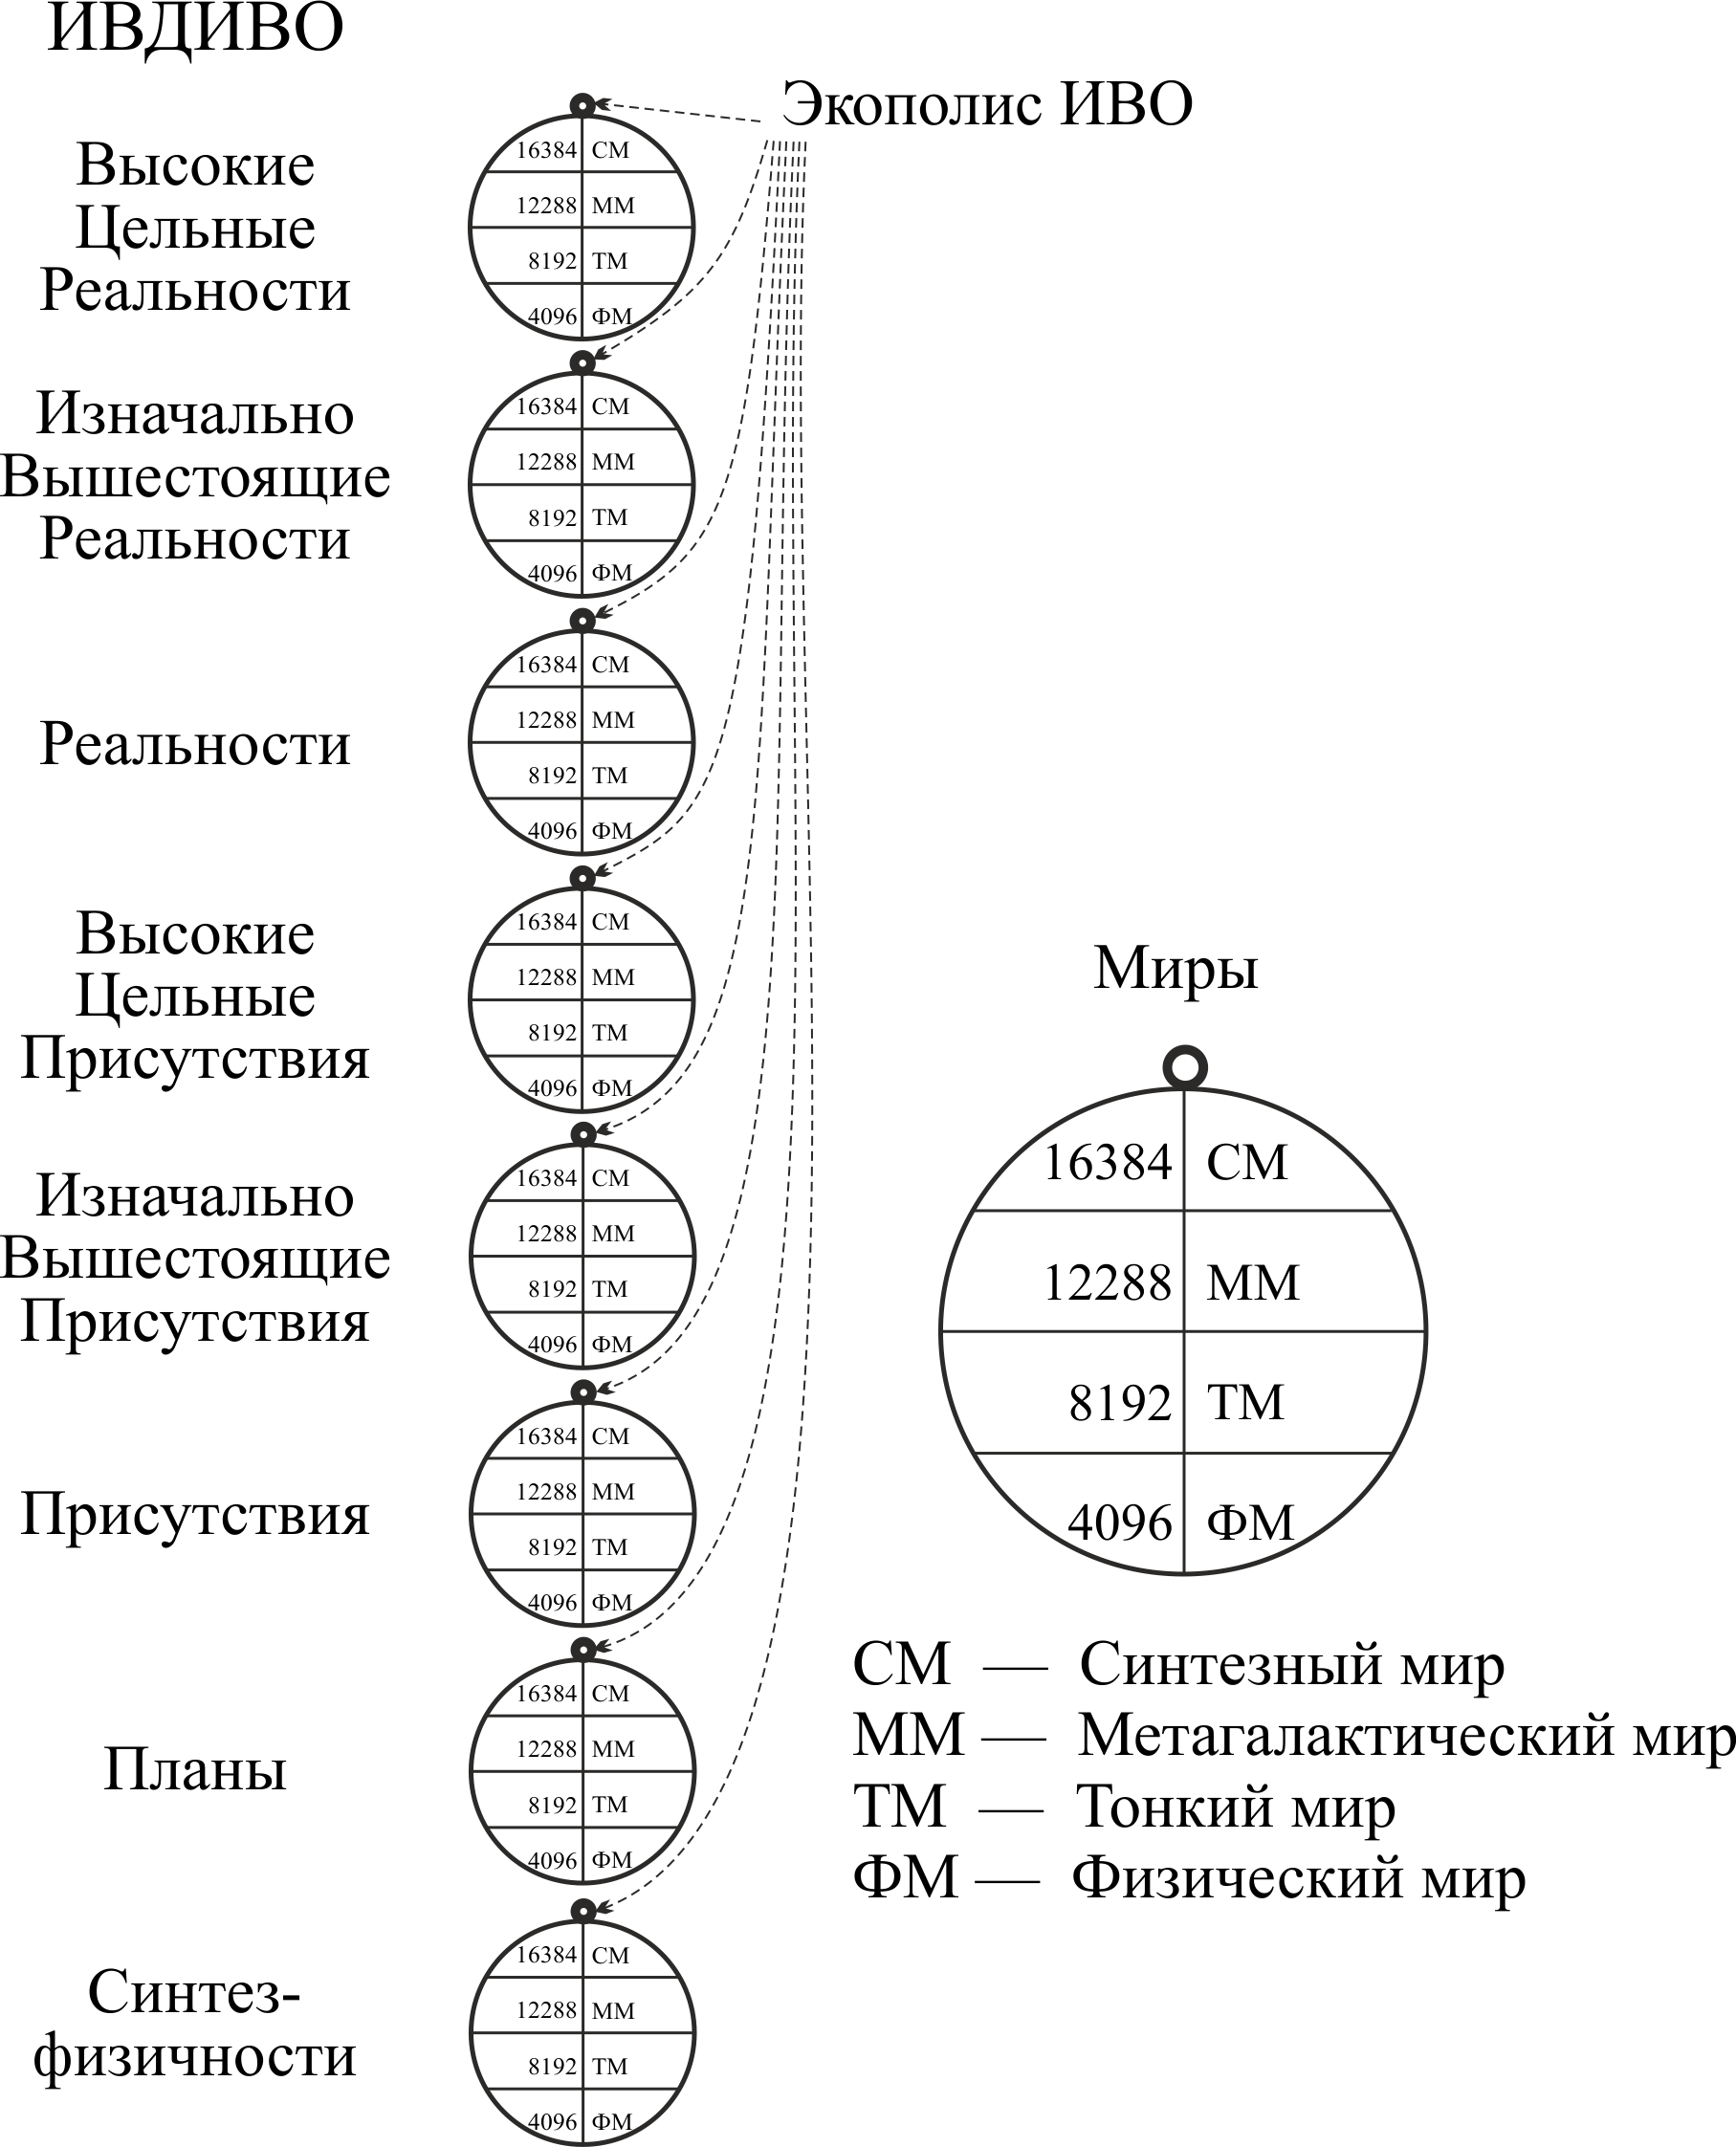 ИВДИВО
Экополис ИВО
Высокие
Цельные
Реальности
16384 СМ
12288 ММ
8192 ТМ
4096 ФМ
Изначально
Вышестоящие
Реальности
16384 СМ
12288 ММ
8192 ТМ
4096 ФМ
Реальности
16384 СМ
12288 ММ
8192 ТМ
4096 ФМ
Высокие
Цельные
Присутствия
16384 СМ
12288 ММ
8192 ТМ
4096 ФМ
Изначально
Вышестоящие
Присутствия
16384 СМ
12288 ММ
8192 ТМ
4096 ФМ
Присутствия
16384 СМ
12288 ММ
8192 ТМ
4096 ФМ
Планы
16384 СМ
12288 ММ
8192 ТМ
4096 ФМ
Синтез-
физичности
16384 СМ
12288 ММ
8192 ТМ
4096 ФМ
Миры
16384 СМ
12288 ММ
8192 ТМ
4096 ФМ
СМ — Синтезный мир
ММ — Метагалактический мир
ТМ — Тонкий мир
ФМ — Физический мир